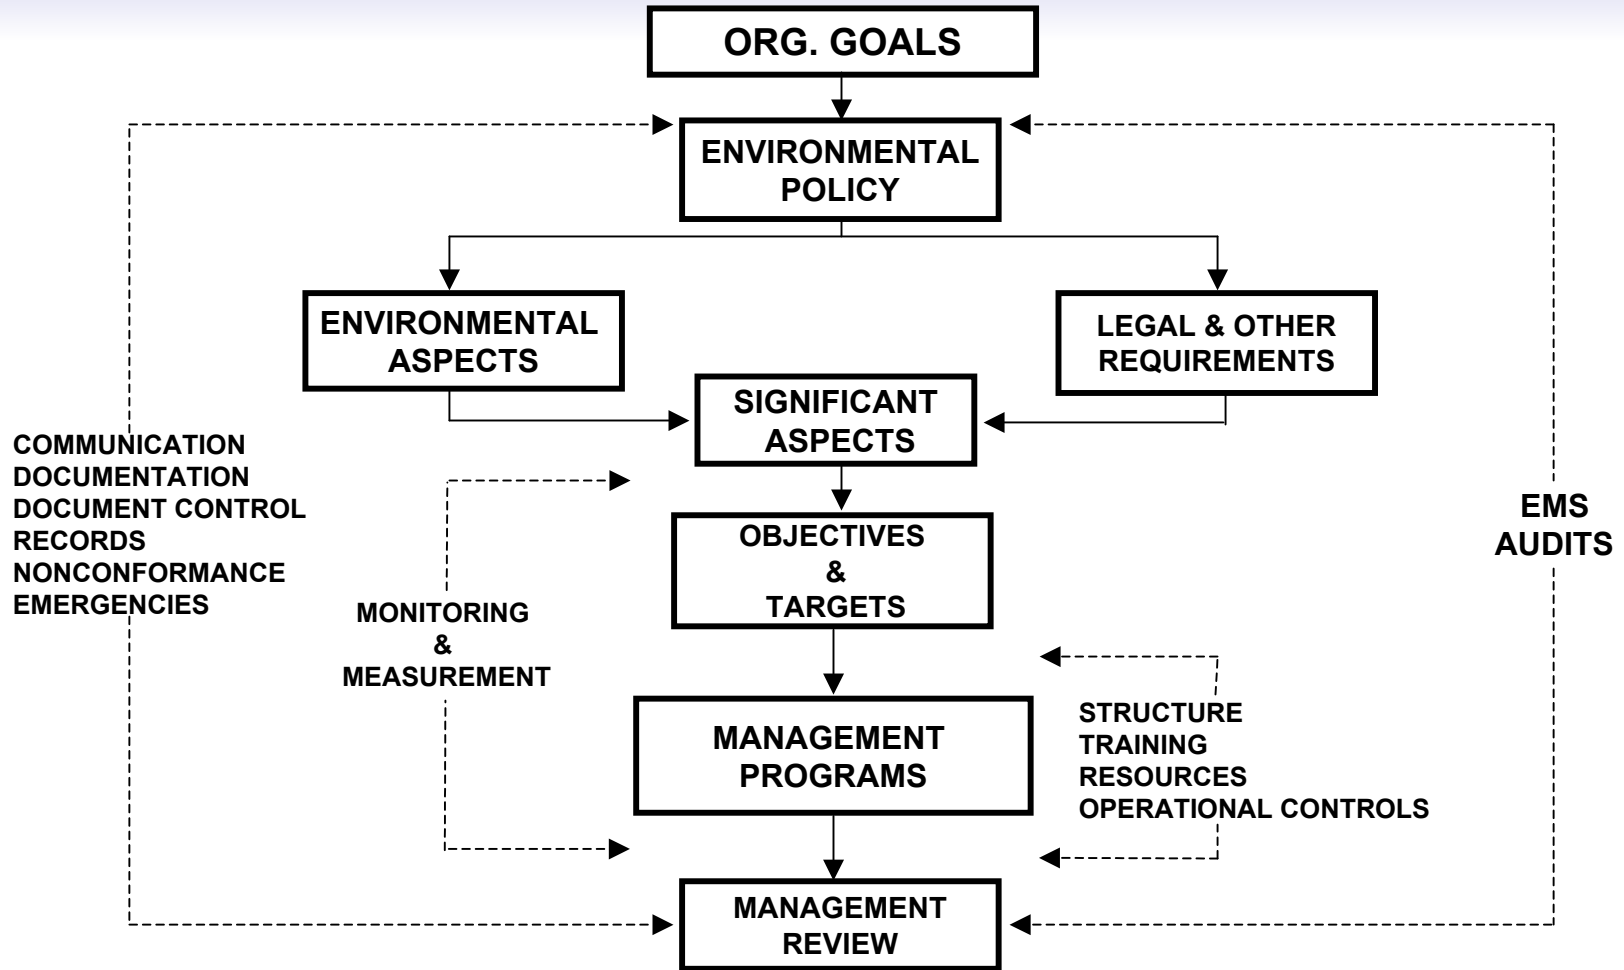 ORG. GOALS
ENVIRONMENTAL
POLICY
ENVIRONMENTAL
ASPECTS
LEGAL & OTHER
REQUIREMENTS
SIGNIFICANT
ASPECTS
COMMUNICATION
DOCUMENTATION
DOCUMENT CONTROL
RECORDS
NONCONFORMANCE
EMERGENCIES
EMS
AUDITS
OBJECTIVES
&
TARGETS
MONITORING
&
MEASUREMENT
MANAGEMENT
PROGRAMS
STRUCTURE
TRAINING
RESOURCES
OPERATIONAL CONTROLS
MANAGEMENT
REVIEW